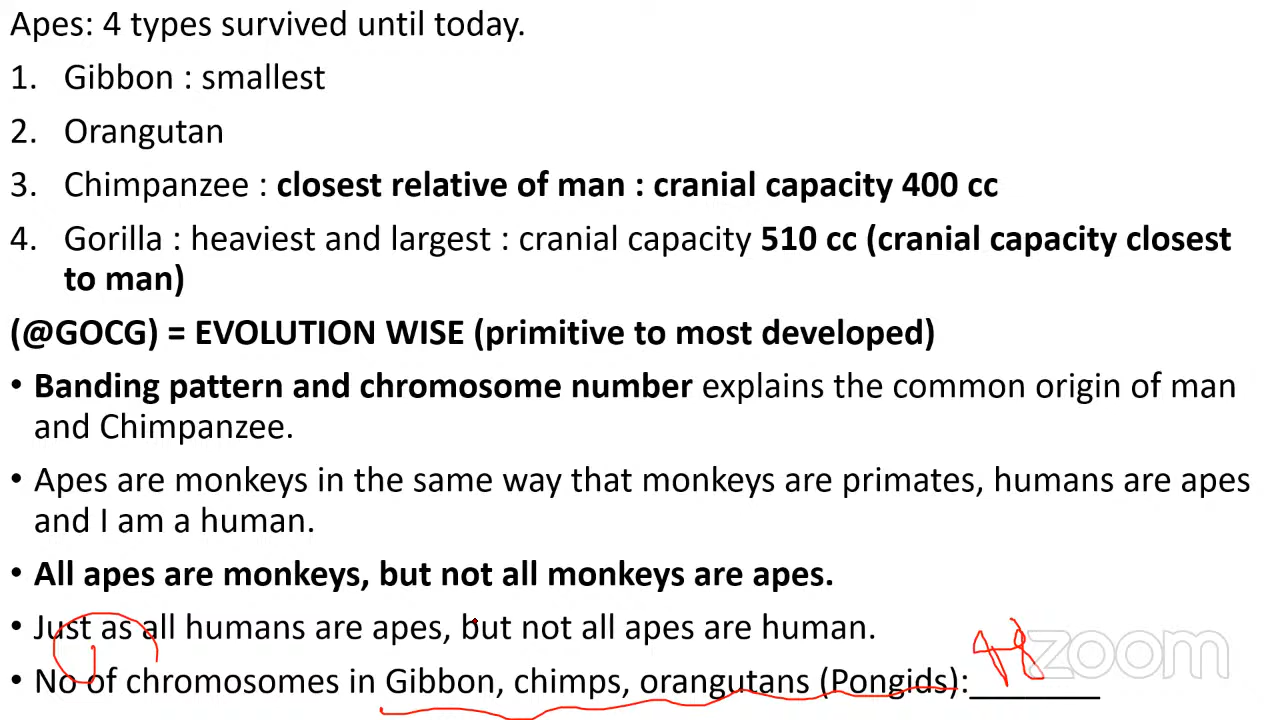 Apes: 4 types survived until today.
1. Gibbon : smallest
2. Orangutan
3. Chimpanzee : closest relative of man : cranial capacity 400 cc
4. Gorilla : heaviest and largest : cranial capacity 510 cc (cranial capacity closest
to man)
(@GOCG) = EVOLUTION WISE (primitive to most developed)
• Banding pattern and chromosome number explains the common origin of man
and Chimpanzee.
• Apes are monkeys in the same way that monkeys are primates, humans are apes
and I am a human.
• All apes are monkeys, but not all monkeys are apes.
• Just as all humans are apes, but not all apes are human.
• No of chromosomes in Gibbon, chimps, orangutans (Pongids):________ 48
zoom